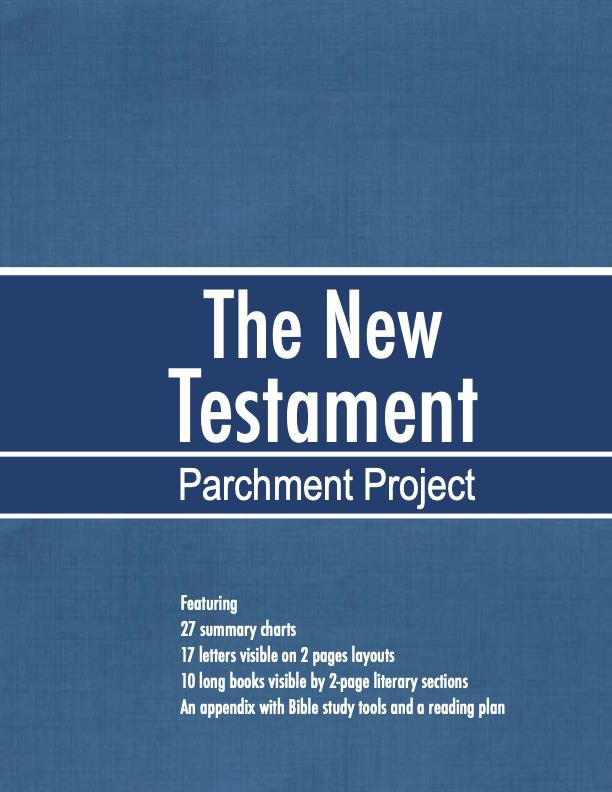 The New
Testament
Parchment Project
Featuring
27 summary charts
17 letters visible on 2 pages layouts
10 long books visible by 2-page literary sections
An appendix with Bible study tools and a reading plan